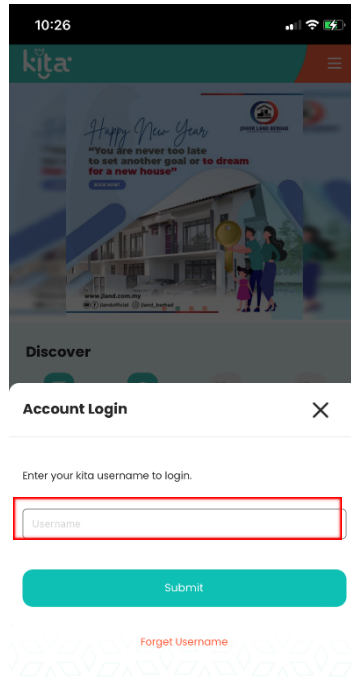 10:26
kita
Happy New Year
JOHOR LAND BERHAD
"You are never too late
to set another goal or to dream
for a new house"
BOOK NOW!
www.jland.com.my
jlandofficial jland_berhad
Discover
Account Login
Enter your kita username to login.
Username
Submit
Forget Username